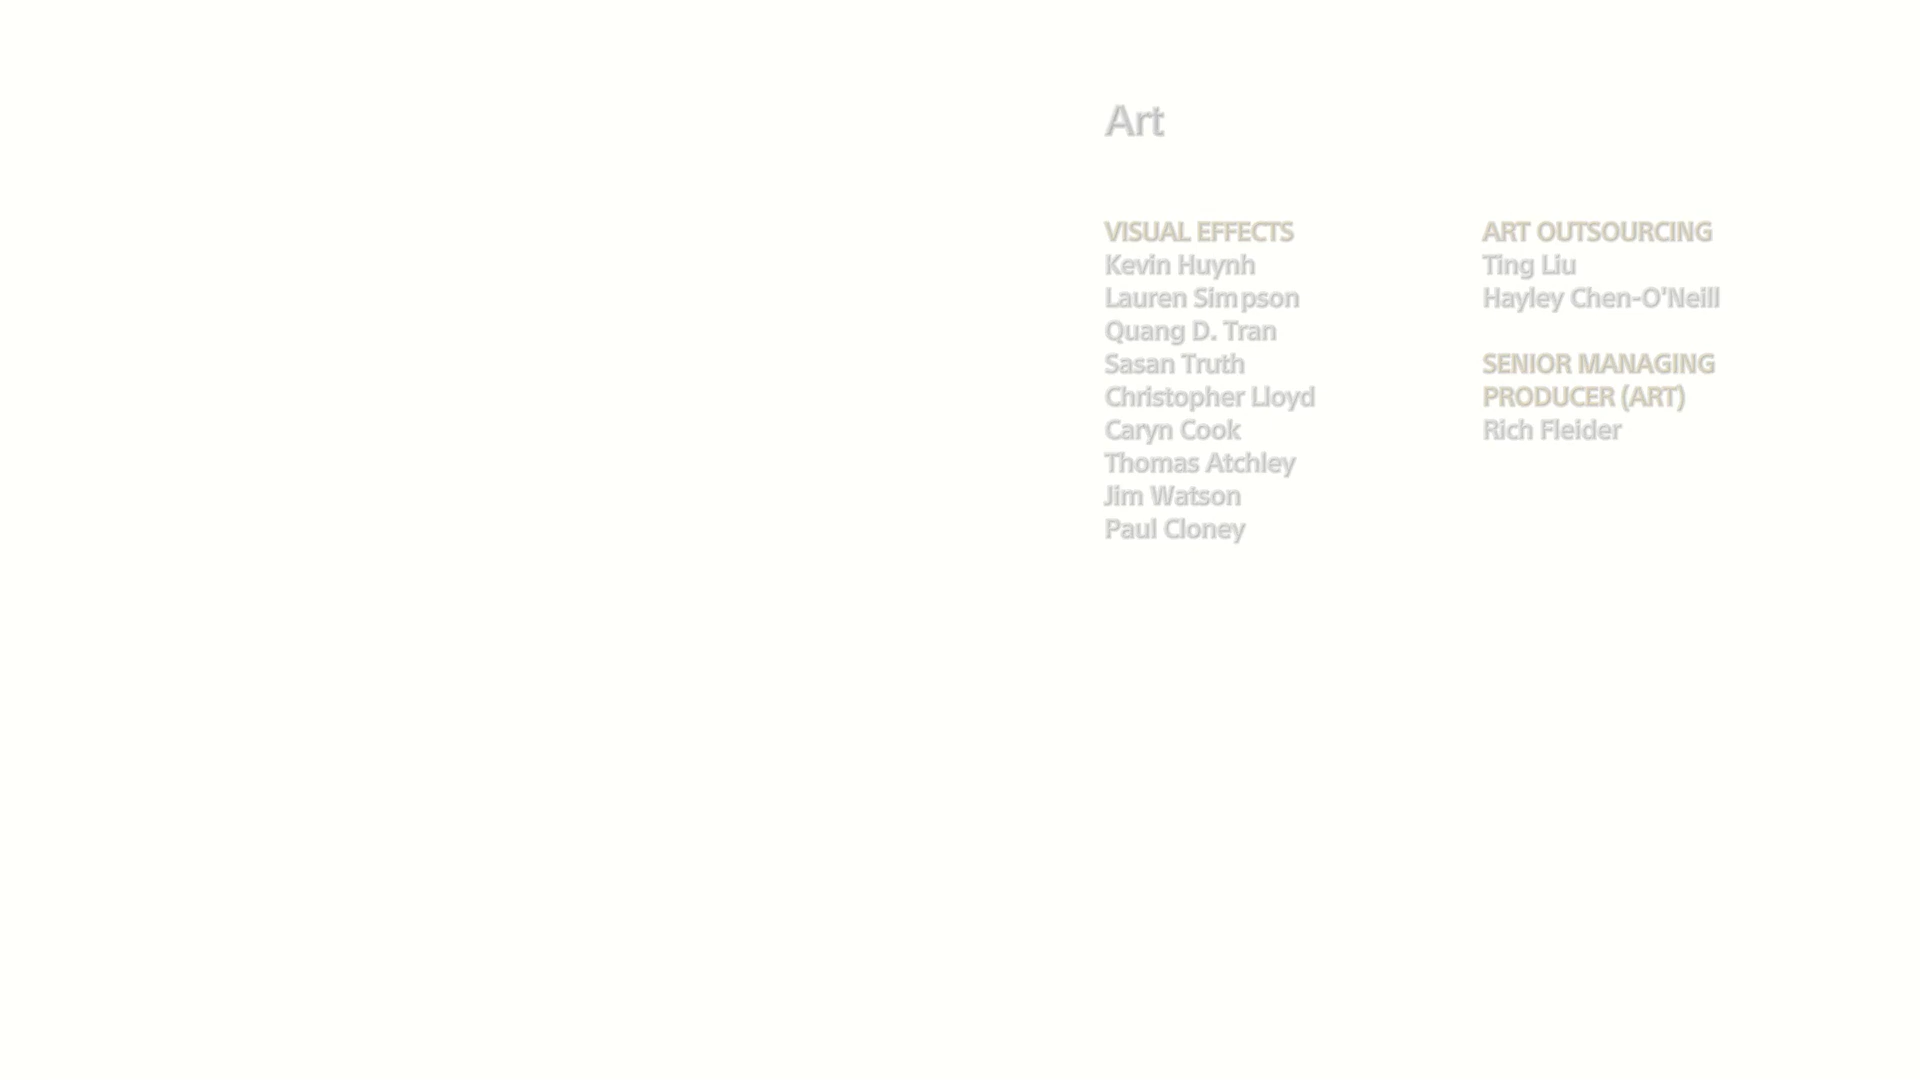 Art
VISUAL EFFECTS
Kevin Huynh
Lauren Simpson
Quang D. Tran
Sasan Truth
Christopher Lloyd
Caryn Cook
Thomas Atchley
Jim Watson
Paul Cloney
ART OUTSOURCING
Ting Liu
Hayley Chen-O'Neill
SENIOR MANAGING
PRODUCER (ART)
Rich Fleider